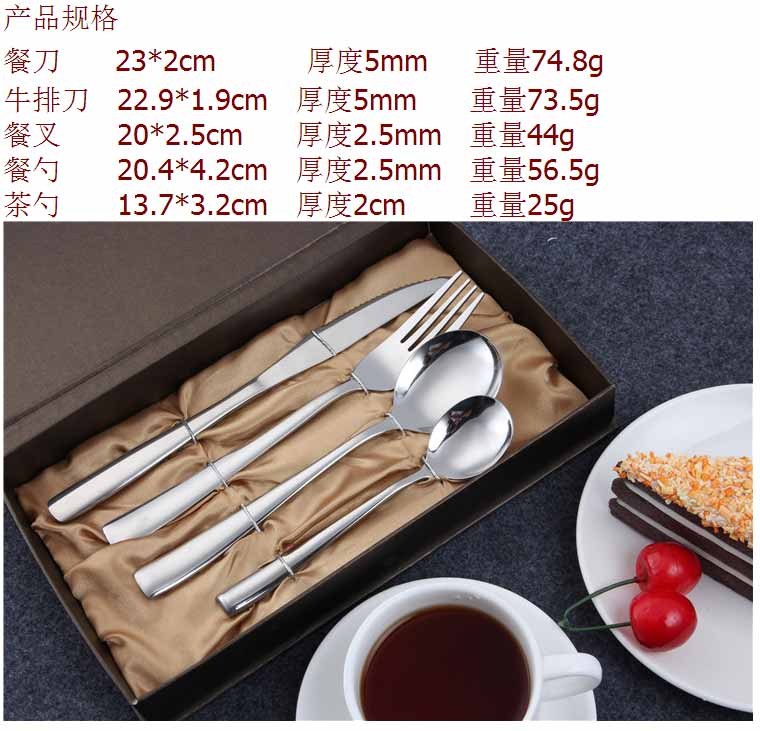 产品规格
餐刀 23*2cm 厚度5mm 重量74.8g
牛排刀 22.9*1.9cm 厚度5mm 重量73.5g
餐叉 20*2.5cm 厚度2.5mm 重量44g
餐勺 20.4*4.2cm 厚度2.5mm 重量56.5g
茶勺 13.7*3.2cm 厚度2cm 重量25g